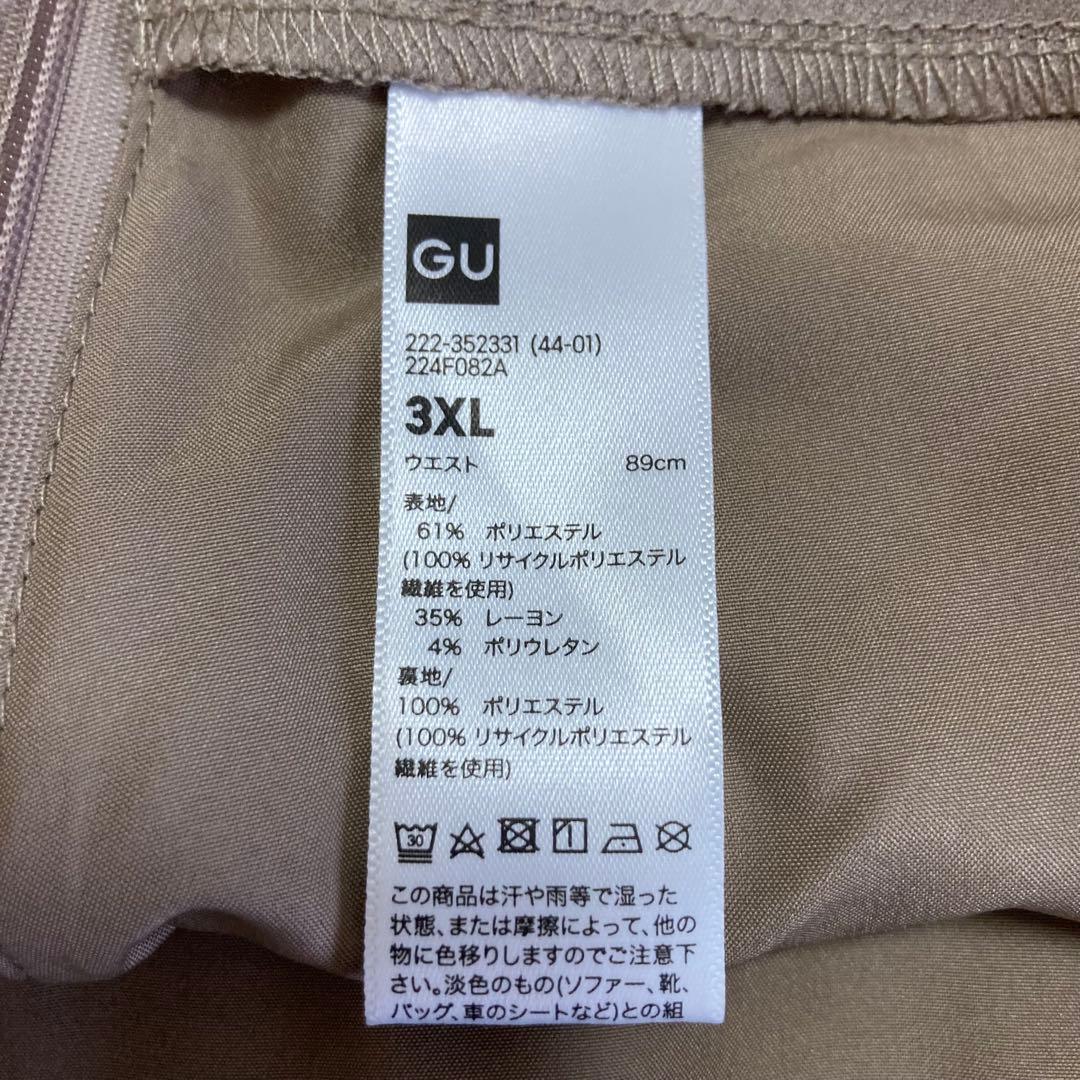 GU
222-352331 (44-01)
224F082A
3XL
ウエスト 89cm
表地/
61% ポリエステル
(100% リサイクルポリエステル
繊維を使用)
35% レーヨン
4% ポリウレタン
裏地/
100% ポリエステル
(100% リサイクルポリエステル
繊維を使用)
30
この商品は汗や雨等で湿った
状態、または摩擦によって、他の
物に色移りしますのでご注意下
さい。淡色のもの(ソファー、靴、
バッグ、車のシートなど)との組